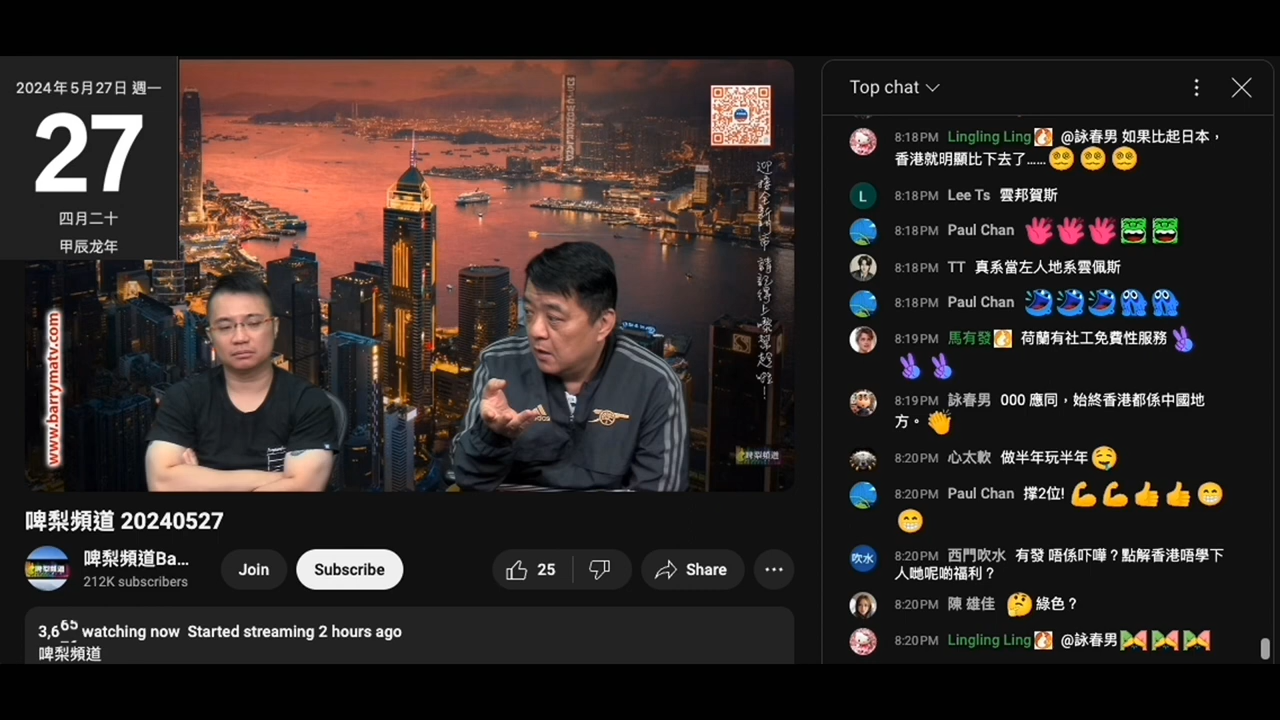 2024年5月27日 週一
27
四月二十
甲辰龙年
www.barrymatv.com
adidas
啤梨頻道
啤梨頻道 20240527
啤梨頻道Ba...
212K subscribers
Join
Subscribe
25
Share
watching now Started streaming 2 hours ago
啤梨頻道
Top chat
8:18PM Lingling Ling @詠春男 如果比起日本，
香港就明顯比下去了......
L 8:18PM Lee Ts 雲邦賀斯
8:18PM Paul Chan
8:18PM TT 真系當左人地系雲佩斯
8:18PM Paul Chan
8:19PM 馬有發 荷蘭有社工免費性服務
8:19PM 詠春男 000 應同，始終香港都係中國地
方。
8:20PM 心太軟 做半年玩半年
8:20PM Paul Chan 撑2位!
吹水 8:20PM 西門吹水 有發 唔係吓嘩？點解香港唔學下
人哋呢啲福利？
8:20PM 陳 雄佳 綠色？
8:20PM Lingling Ling @詠春男